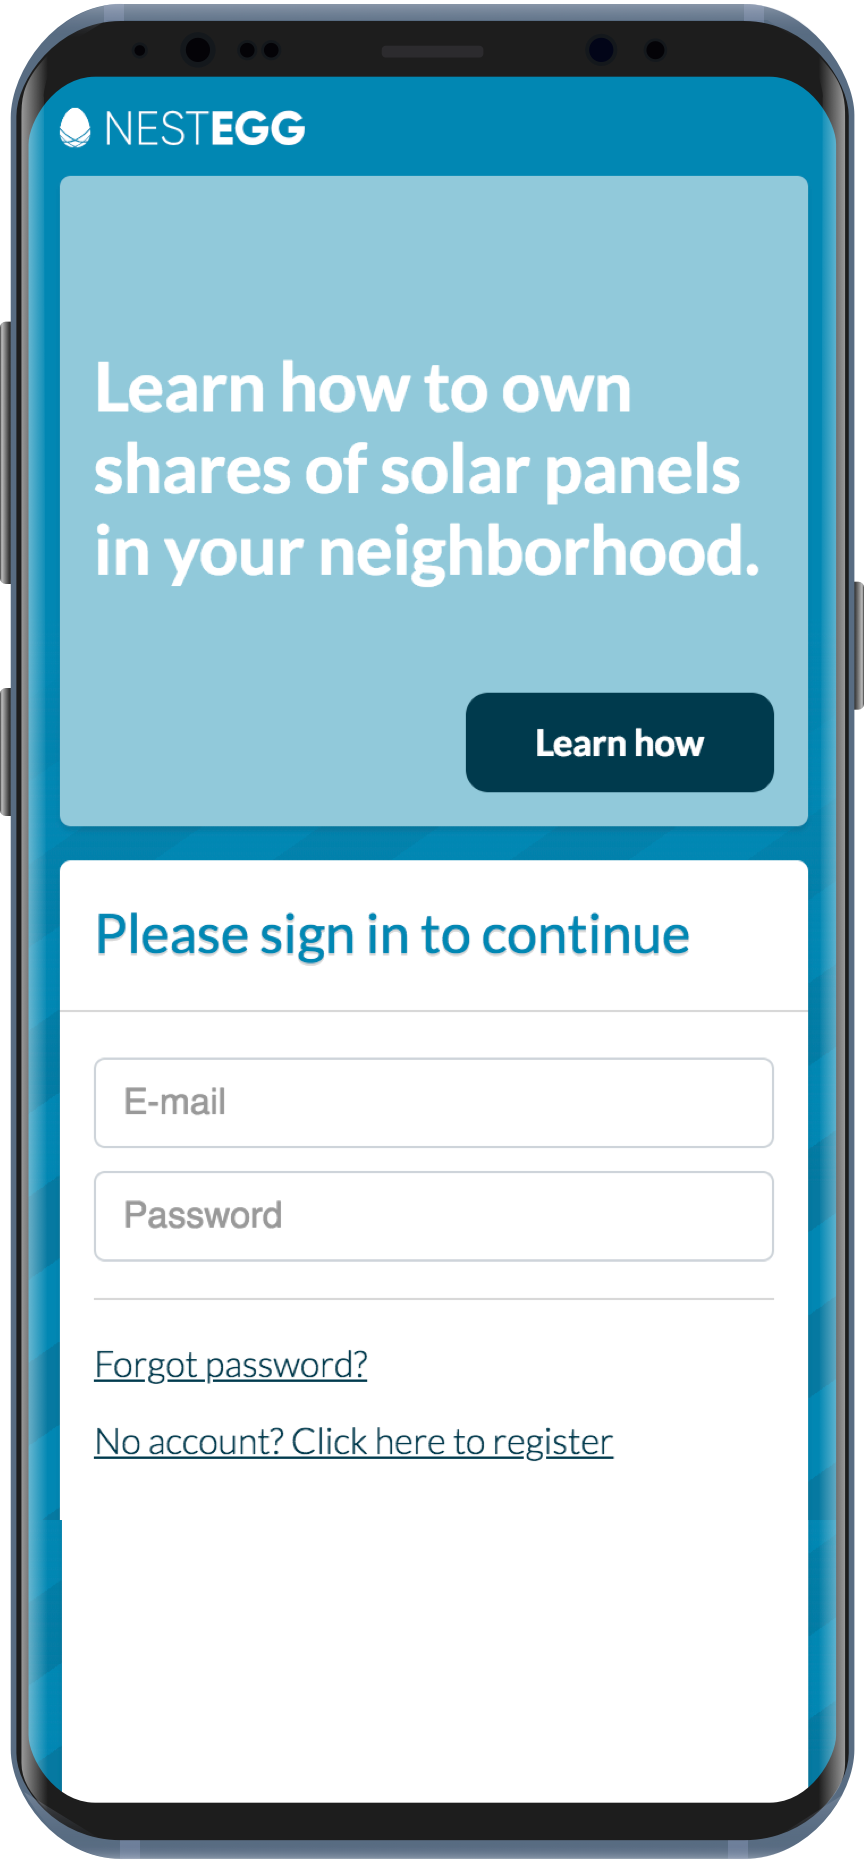 NESTEGG
Learn how to own
shares of solar panels
in your neighborhood.
Learn how
Please sign in to continue
E-mail
Password
Forgot password?
No account? Click here to register